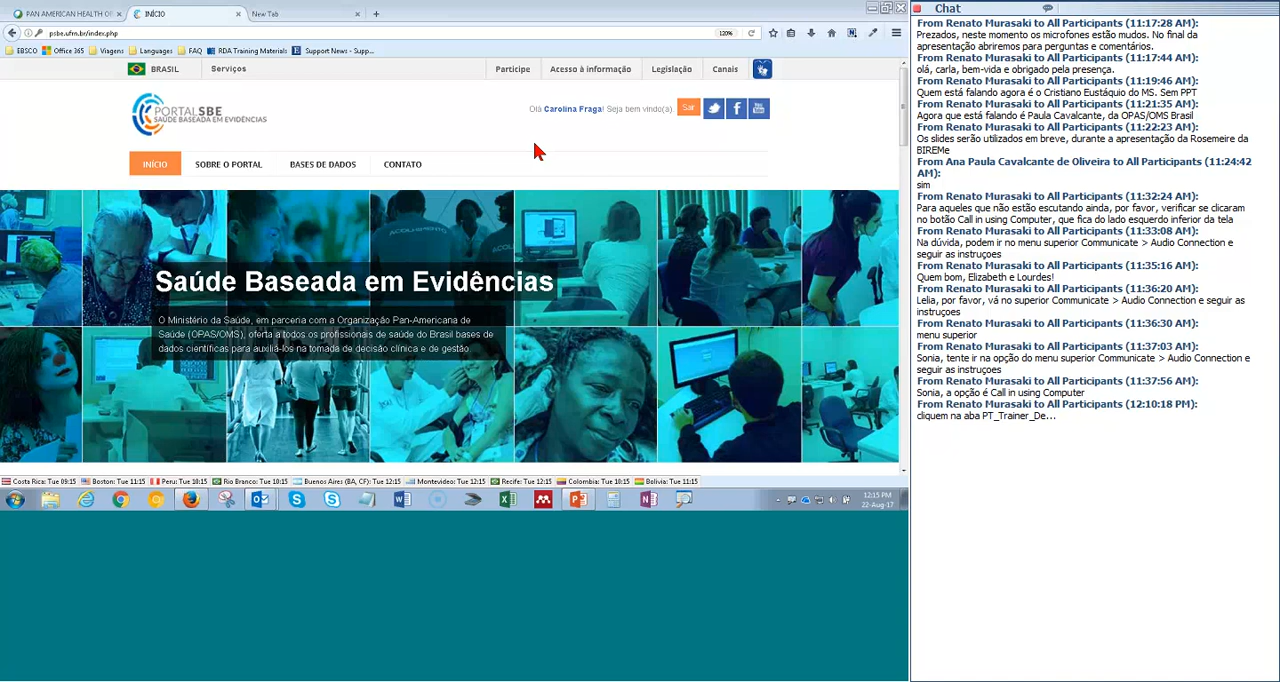 PAN AMERICAN HEALTH OR
INÍCIO
New Tab
psbe.ufrn.br/index.php
120%
EBSCO
Office 365
Viagens
Languages
FAQ
RDA Training Materials
Support News - Supp...
BRASIL
Serviços
Participe
Acesso à informação
Legislação
Canais
PORTALSBE
SAÚDE BASEADA EM EVIDÊNCIAS
Olá Carolina Fraga! Seja bem vindo(a)
Sair
INÍCIO
SOBRE O PORTAL
BASES DE DADOS
CONTATO
ACOLHIMENTO
Saúde Baseada em Evidências
O Ministério da Saúde, em parceria com a Organização Pan-Americana de
Saúde (OPAS/OMS), oferta a todos os profissionais de saúde do Brasil bases de
dados científicas para auxiliá-los na tomada de decisão clínica e de gestão.
Costa Rica: Tue 09:15
Boston: Tue 11:15
Peru: Tue 10:15
Rio Branco: Tue 10:15
Buenos Aires (BA, CF): Tue 12:15
Montevideo: Tue 12:15
Recife: Tue 12:15
Colombia: Tue 10:15
Bolivia: Tue 11:15
12:15 PM
22-Aug-17
Chat
From Renato Murasaki to All Participants (11:17:28 AM):
Prezados, neste momento os microfones estão mudos. No final da
apresentação abriremos para perguntas e comentários.
From Renato Murasaki to All Participants (11:17:44 AM):
olá, carla, bem-vida e obrigado pela presença.
From Renato Murasaki to All Participants (11:19:46 AM):
Quem está falando agora é o Cristiano Eustáquio do MS. Sem PPT
From Renato Murasaki to All Participants (11:21:35 AM):
Agora que está falando é Paula Cavalcante, da OPAS/OMS Brasil
From Renato Murasaki to All Participants (11:22:23 AM):
Os slides serão utilizados em breve, durante a apresentação da Rosemeire da
BIREMe
From Ana Paula Cavalcante de Oliveira to All Participants (11:24:42
AM):
sim
From Renato Murasaki to All Participants (11:32:24 AM):
Para aqueles que não estão escutando ainda, por favor, verificar se clicaram
no botão Call in using Computer, que fica do lado esquerdo inferior da tela
From Renato Murasaki to All Participants (11:33:08 AM):
Na dúvida, podem ir no menu superior Communicate > Audio Connection e
seguir as instruçoes
From Renato Murasaki to All Participants (11:35:16 AM):
Quem bom, Elizabeth e Lourdes!
From Renato Murasaki to All Participants (11:36:20 AM):
Lelia, por favor, vá no superior Communicate > Audio Connection e seguir as
instruçoes
From Renato Murasaki to All Participants (11:36:30 AM):
menu superior
From Renato Murasaki to All Participants (11:37:03 AM):
Sonia, tente ir na opção do menu superior Communicate > Audio Connection e
seguir as instruçoes
From Renato Murasaki to All Participants (11:37:56 AM):
Sonia, a opção é Call in using Computer
From Renato Murasaki to All Participants (12:10:18 PM):
cliquem na aba PT_Trainer_De...